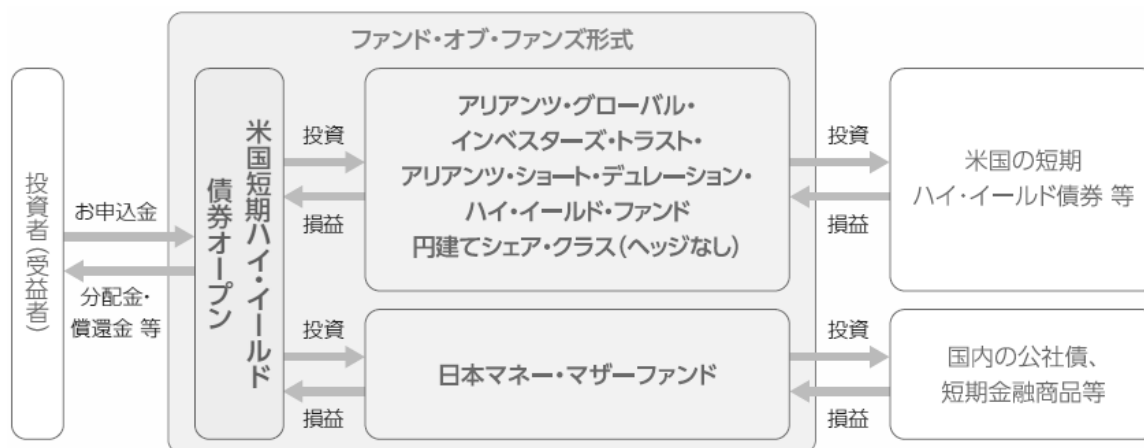 ファンド・オブ・ファンズ形式
投資者(受益者)
お申込金
分配金・
償還金 等
米国短期ハイ・イールド
債券オープン
投資
損益
アリアンツ・グローバル・
インベスターズ・トラスト・
アリアンツ・ショート・デュレーション・
ハイ・イールド・ファンド
円建てシェア・クラス(ヘッジなし)
投資
損益
米国の短期
ハイ・イールド債券 等
投資
損益
日本マネー・マザーファンド
投資
損益
国内の公社債、
短期金融商品等